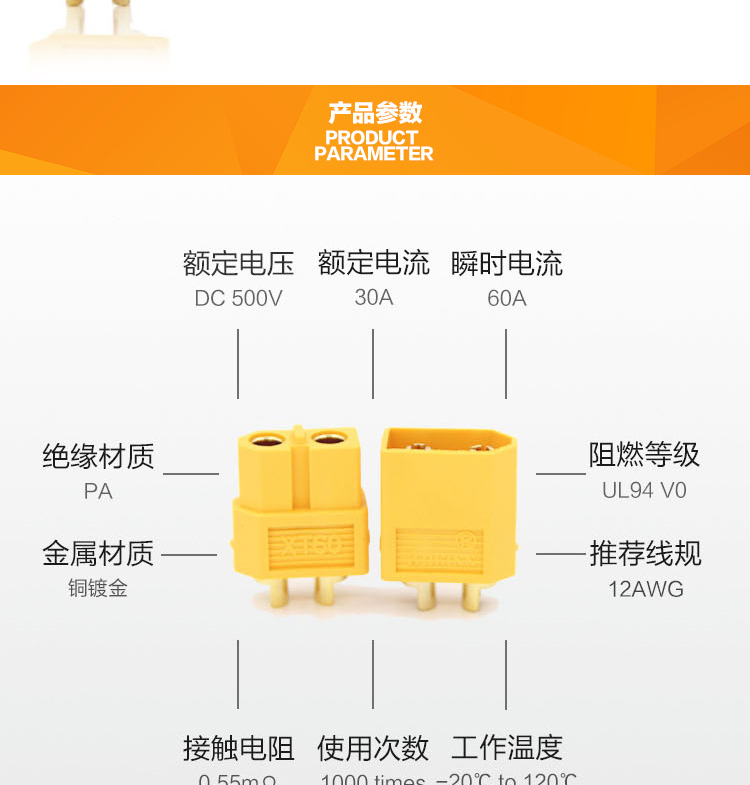 产品参数
PRODUCT
PARAMETER
额定电压 额定电流 瞬时电流
DC 500V 30A 60A
绝缘材质 阻燃等级
PA UL94 V0
XT60
®
金属材质 推荐线规
铜镀金 12AWG
接触电阻 使用次数 工作温度
0.55mΩ 1000 times -20℃ to 120℃